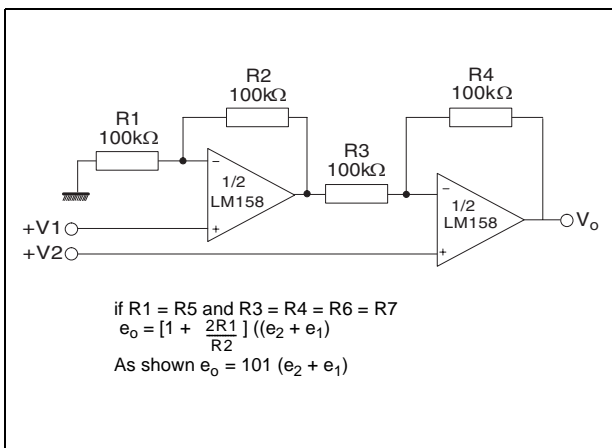 R2
100kΩ
R4
100kΩ
R1
100kΩ
R3
100kΩ
1/2
LM158
1/2
LM158
+V1
+V2
Vo
-
+
-
+
if R1 = R5 and R3 = R4 = R6 = R7
eo = [1 + 2R1/R2 ] ((e2 + e1)
As shown eo = 101 (e2 + e1)